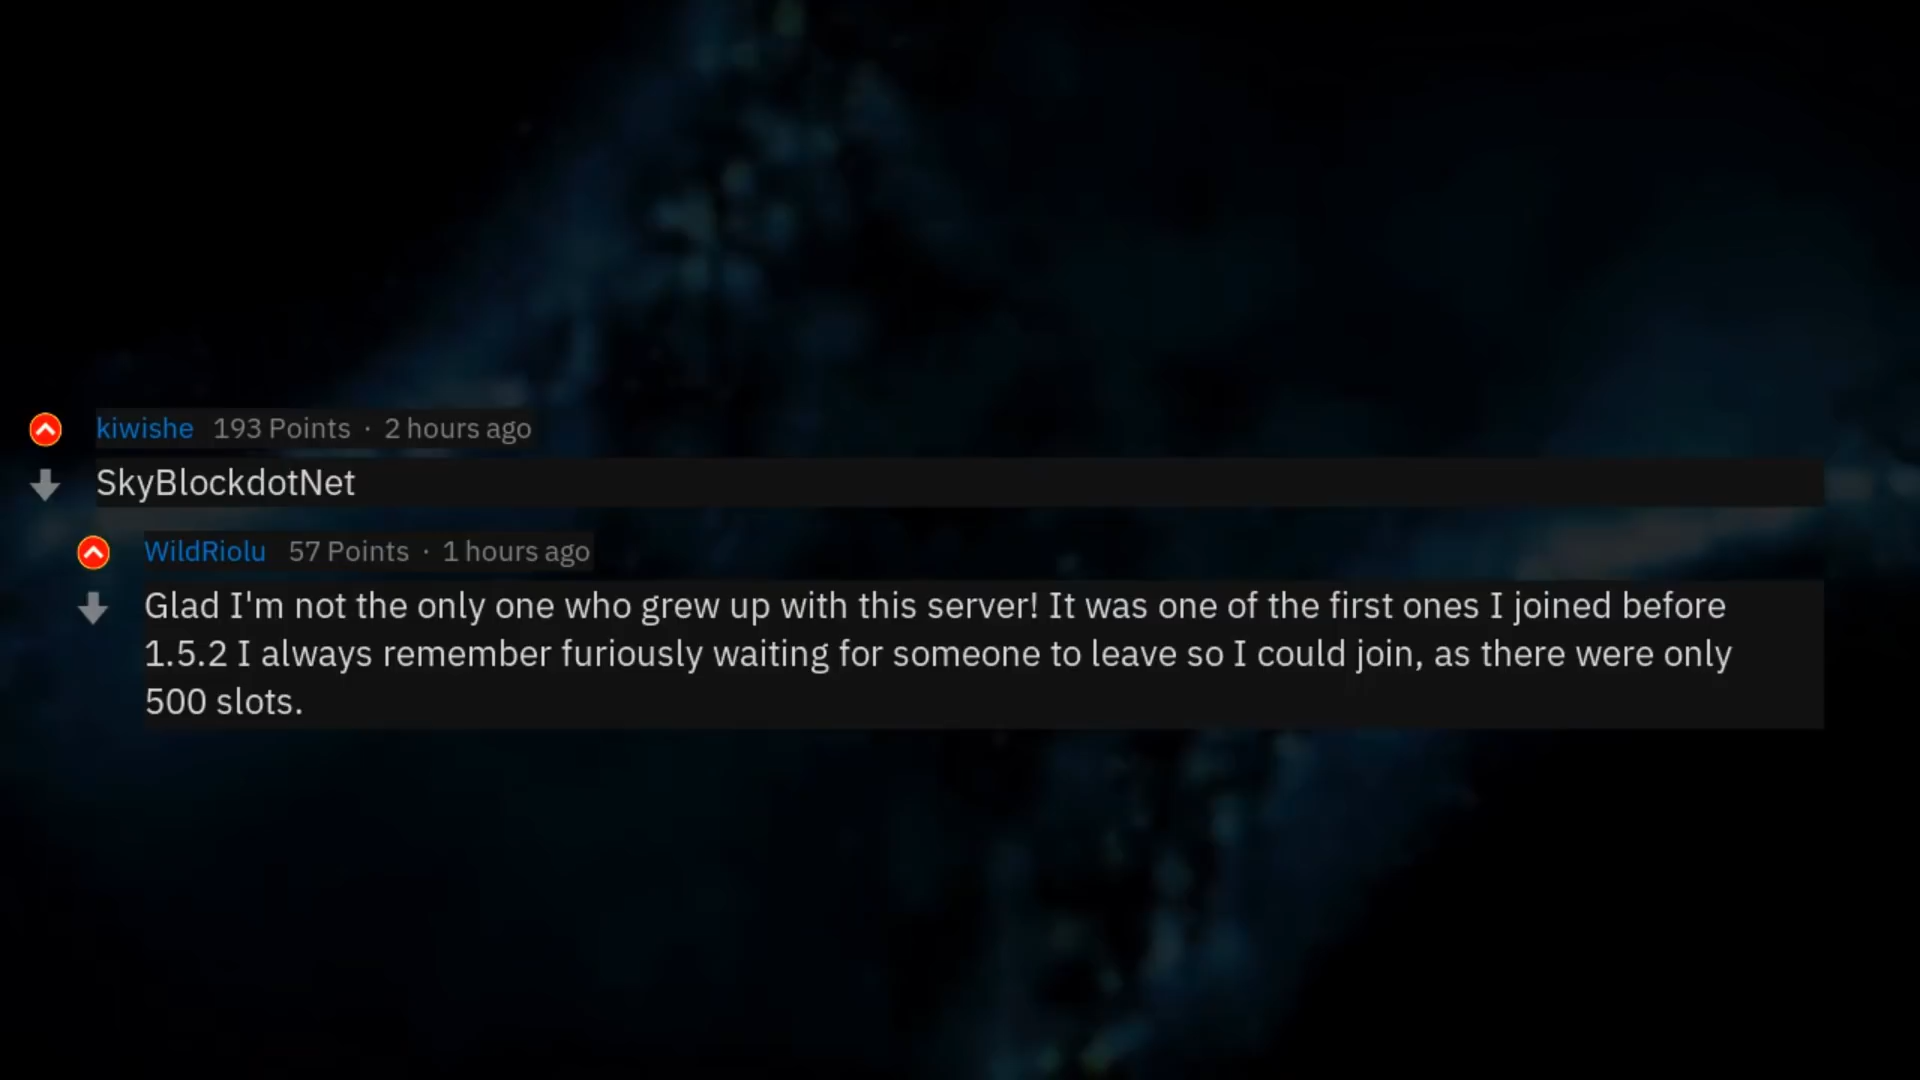 kiwishe 193 Points · 2 hours ago
SkyBlockdotNet
WildRiolu 57 Points · 1 hours ago
Glad I'm not the only one who grew up with this server! It was one of the first ones I joined before
1.5.2 I always remember furiously waiting for someone to leave so I could join, as there were only
500 slots.